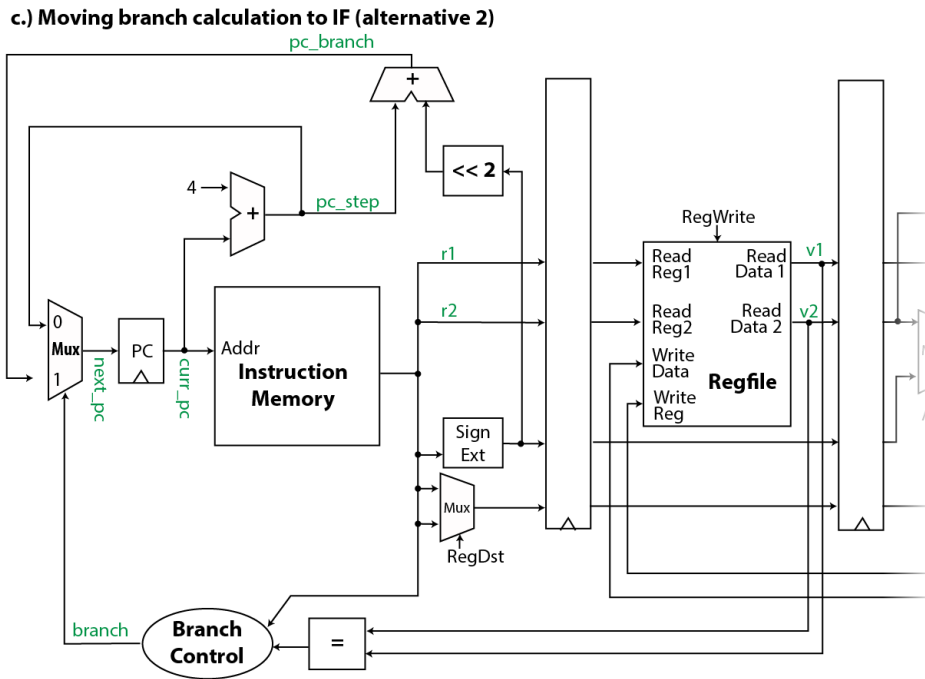 c.) Moving branch calculation to IF (alternative 2)
pc_branch
+
<< 2
4
+
pc_step
RegWrite
r1
Read
Reg1
Read
Data 1
v1
r2
Read
Reg2
Read
Data 2
v2
0
Mux
1
next_pc
PC
curr_pc
Addr
Instruction
Memory
Write
Data
Write
Reg
Regfile
Sign
Ext
Mux
RegDst
branch
Branch
Control
=